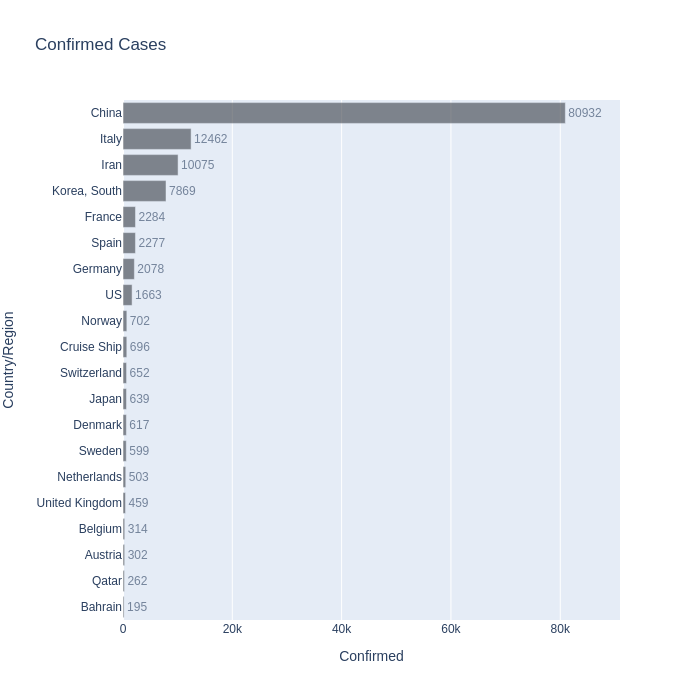 Confirmed Cases
China 80932
Italy 12462
Iran 10075
Korea, South 7869
France 2284
Spain 2277
Germany 2078
US 1663
Norway 702
Cruise Ship 696
Switzerland 652
Japan 639
Denmark 617
Sweden 599
Netherlands 503
United Kingdom 459
Belgium 314
Austria 302
Qatar 262
Bahrain 195
0 20k 40k 60k 80k
Confirmed
Country/Region